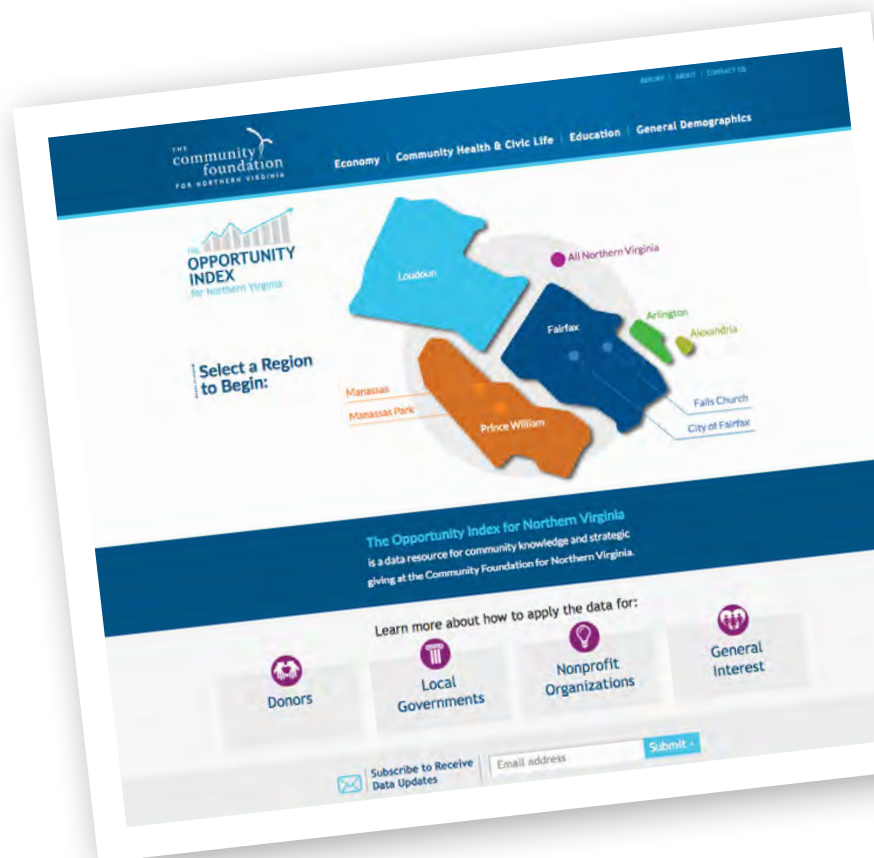 REPORT | ABOUT | CONTACT US
THE
community
foundation
FOR NORTHERN VIRGINIA
Economy | Community Health & Civic Life | Education | General Demographics
THE
OPPORTUNITY
INDEX
for Northern Virginia
Select a Region
to Begin:
Loudoun
All Northern Virginia
Fairfax
Arlington
Alexandria
Manassas
Manassas Park
Prince William
Falls Church
City of Fairfax
The Opportunity Index for Northern Virginia
is a data resource for community knowledge and strategic
giving at the Community Foundation for Northern Virginia.
Learn more about how to apply the data for:
Donors
Local
Governments
Nonprofit
Organizations
General
Interest
Subscribe to Receive
Data Updates
Email address
Submit